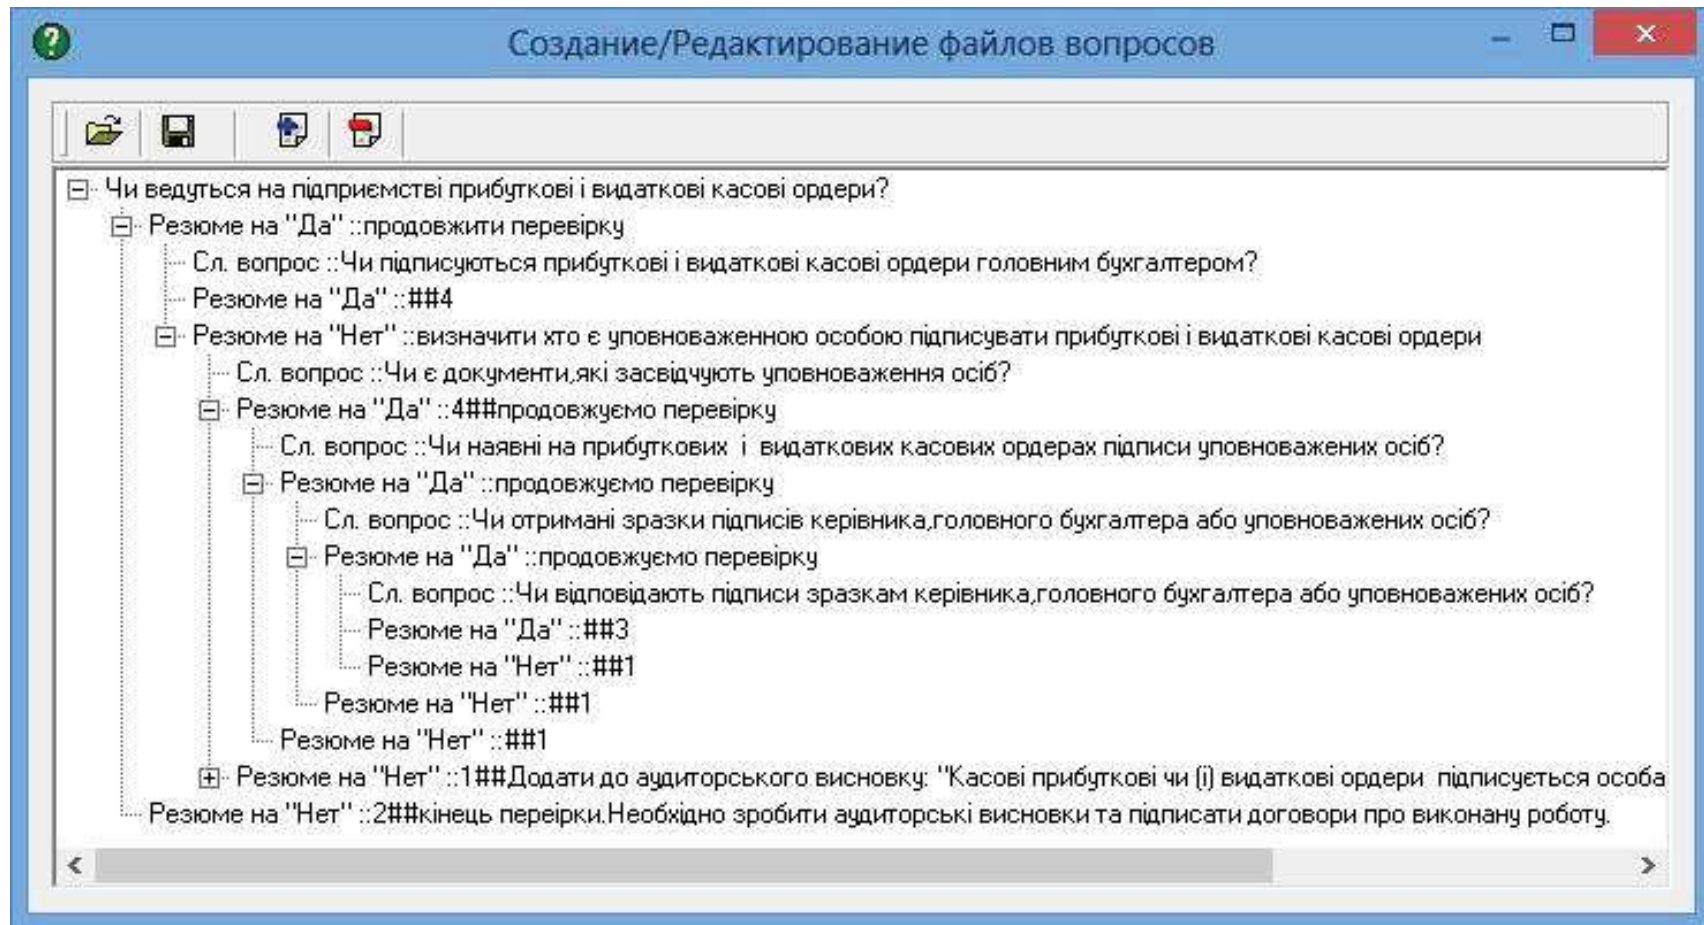 Создание/Редактирование файлов вопросов
Чи ведуться на підприємстві прибуткові і видаткові касові ордери?
Резюме на "Да" ::продовжити перевірку
Сл. вопрос ::Чи підписуються прибуткові і видаткові касові ордери головним бухгалтером?
Резюме на "Да" ::##4
Резюме на "Нет" ::визначити хто є уповноваженною особою підписувати прибуткові і видаткові касові ордери
Сл. вопрос ::Чи є документи,які засвідчують уповноваження осіб?
Резюме на "Да" ::4##продовжуємо перевірку
Сл. вопрос ::Чи наявні на прибуткових і видаткових касових ордерах підписи уповноважених осіб?
Резюме на "Да" ::продовжуємо перевірку
Сл. вопрос ::Чи отримані зразки підписів керівника,головного бухгалтера або уповноважених осіб?
Резюме на "Да" ::продовжуємо перевірку
Сл. вопрос ::Чи відповідають підписи зразкам керівника,головного бухгалтера або уповноважених осіб?
Резюме на "Да" ::##3
Резюме на "Нет" ::##1
Резюме на "Нет" ::##1
Резюме на "Нет" ::##1
Резюме на "Нет" ::1##Додати до аудиторського висновку: "Касові прибуткові чи (і) видаткові ордери підписується особа
Резюме на "Нет" ::2##кінець переірки.Необхідно зробити аудиторські висновки та підписати договори про виконану роботу.